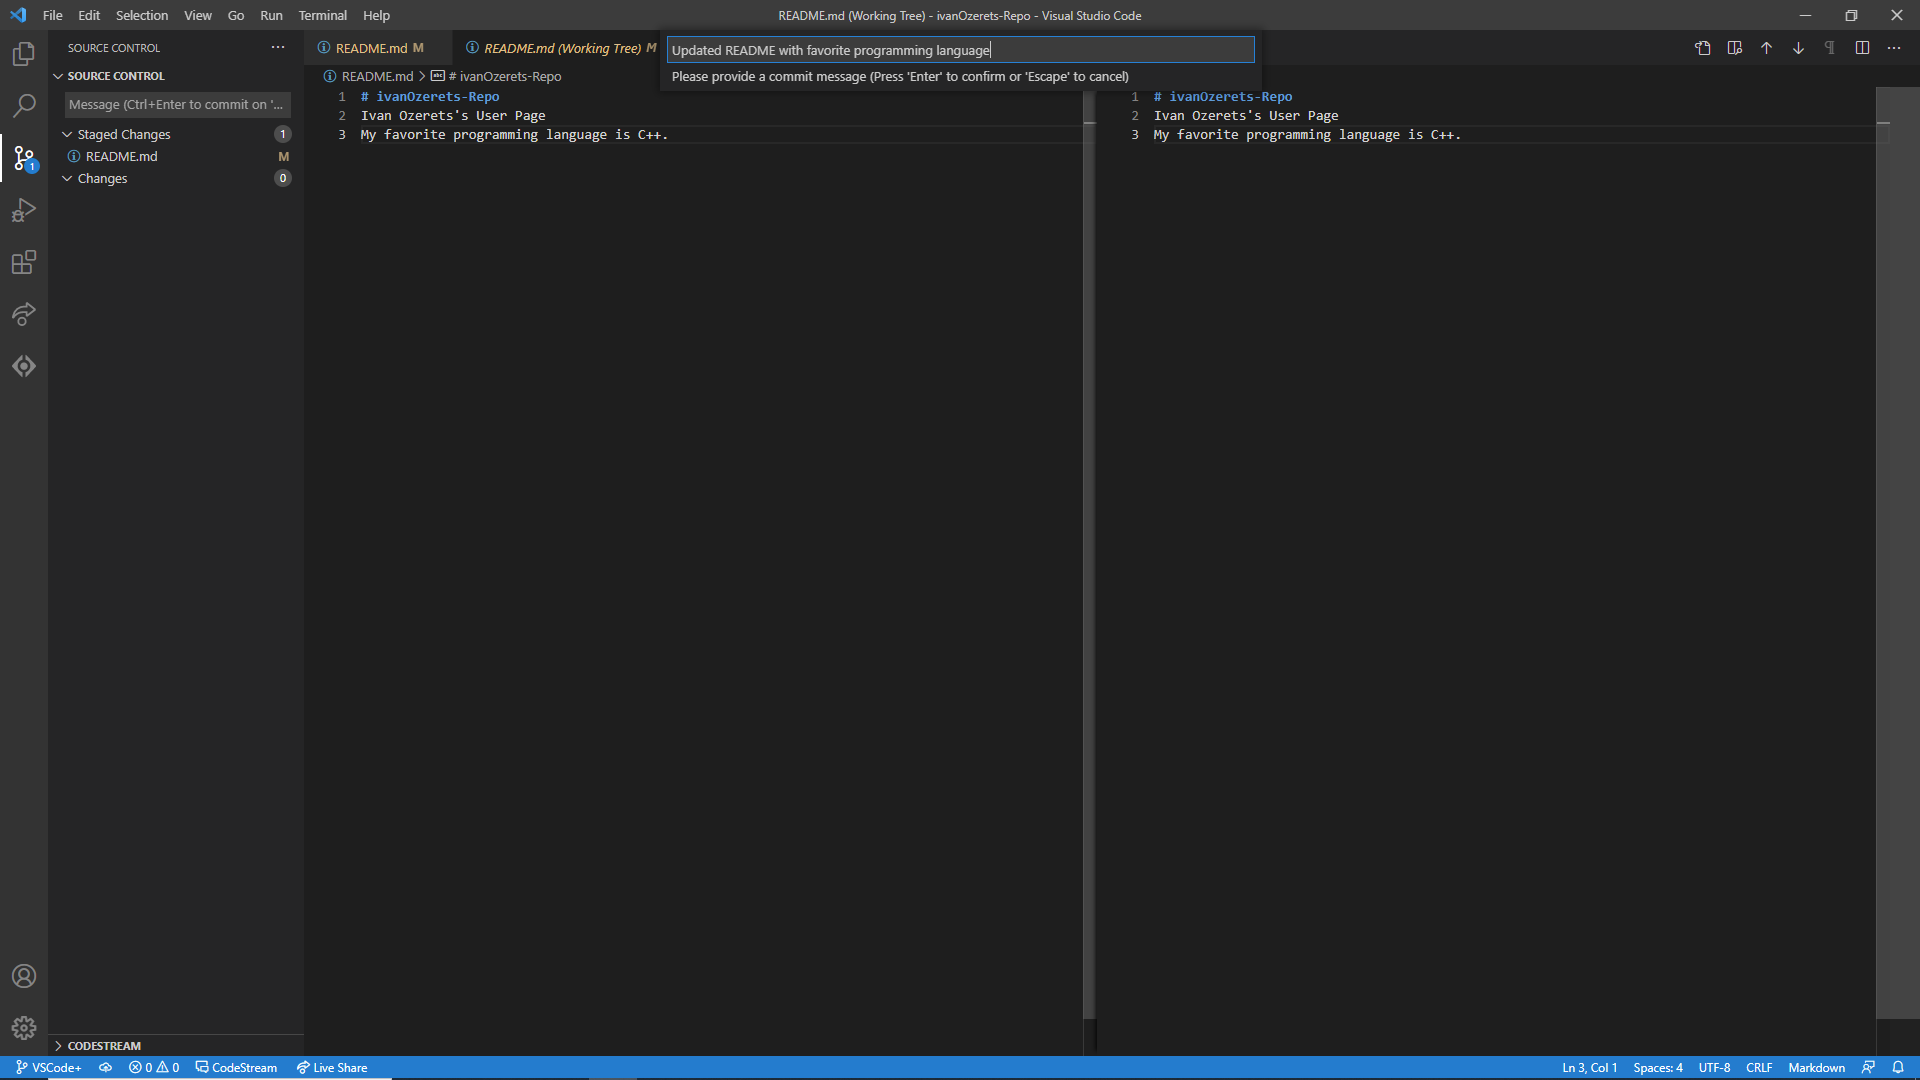 File Edit Selection View Go Run Terminal Help
README.md (Working Tree) - ivanOzerets-Repo - Visual Studio Code
SOURCE CONTROL
SOURCE CONTROL
Message (Ctrl+Enter to commit on '...
Staged Changes 1
README.md M
Changes 0
1
CODESTREAM
README.md M
README.md (Working Tree) M
Updated README with favorite programming language
Please provide a commit message (Press 'Enter' to confirm or 'Escape' to cancel)
README.md > # ivanOzerets-Repo
1 # ivanOzerets-Repo
2 Ivan Ozerets's User Page
3 My favorite programming language is C++.
1 # ivanOzerets-Repo
2 Ivan Ozerets's User Page
3 My favorite programming language is C++.
VSCode+ 0 0 CodeStream Live Share
Ln 3, Col 1 Spaces: 4 UTF-8 CRLF Markdown